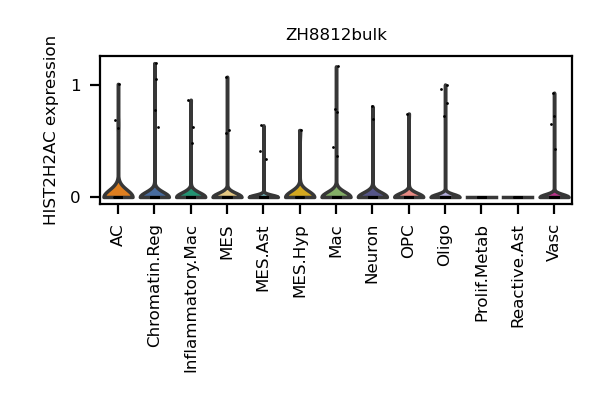 ZH8812bulk
HIST2H2AC expression
1
0
AC
Chromatin.Reg
Inflammatory.Mac
MES
MES.Ast
MES.Hyp
Mac
Neuron
OPC
Oligo
Prolif.Metab
Reactive.Ast
Vasc